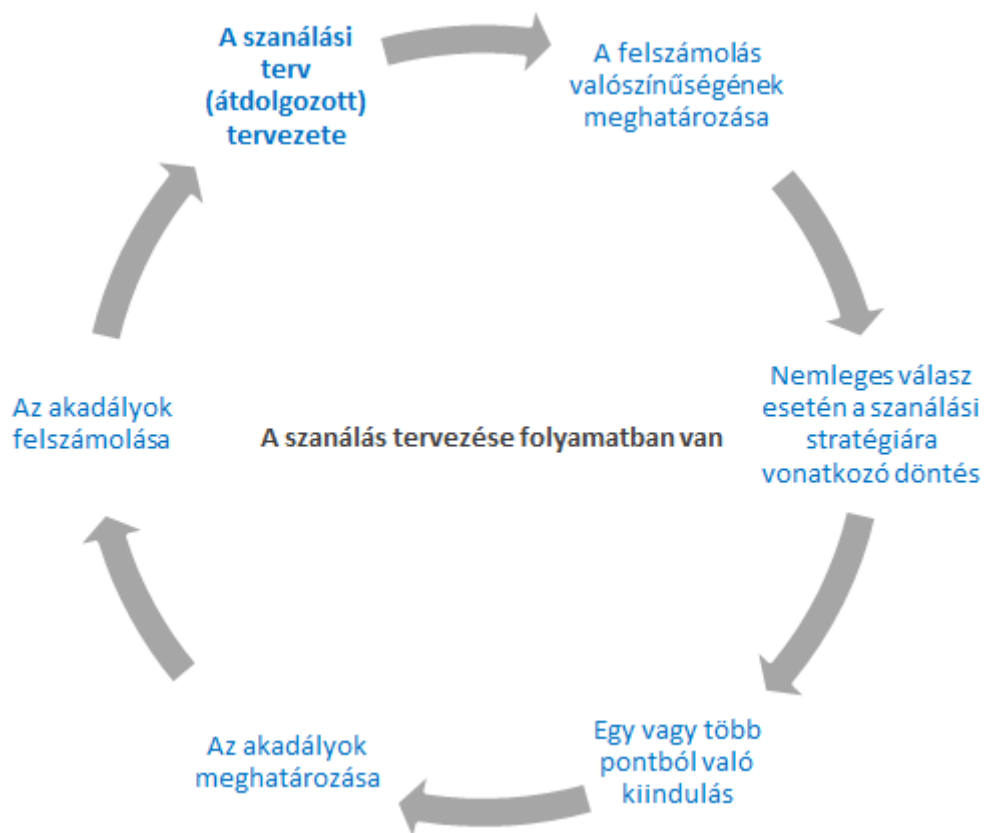 A szanálási
terv
(átdolgozott)
tervezete
A felszámolás
valószínűségének
meghatározása
Nemleges válasz
esetén a szanálási
stratégiára
vonatkozó döntés
Egy vagy több
pontból való
kiindulás
Az akadályok
meghatározása
Az akadályok
felszámolása
A szanálás tervezése folyamatban van